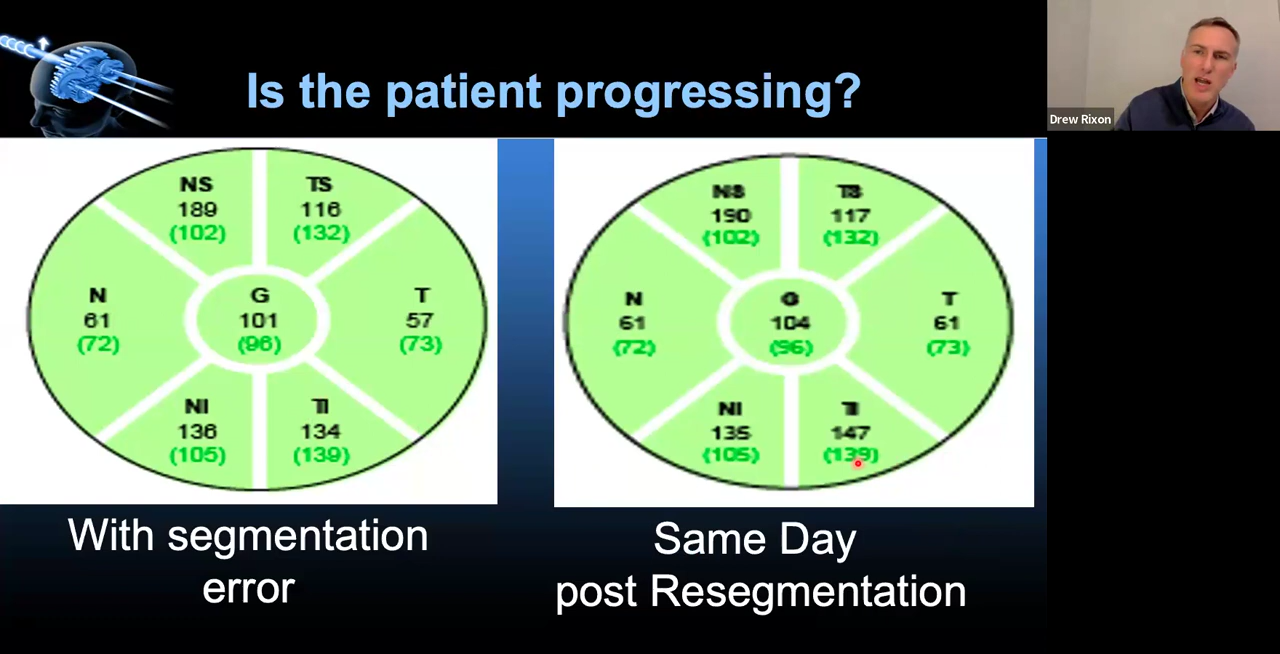 Is the patient progressing?
Drew Rixon
NS
189
(102)
TS
116
(132)
N
61
(72)
G
101
(96)
T
57
(73)
NI
136
(105)
TI
134
(139)
With segmentation
error
NS
190
(102)
TS
117
(132)
N
61
(72)
G
104
(96)
T
61
(73)
NI
135
(105)
TI
147
(139)
Same Day
post Resegmentation